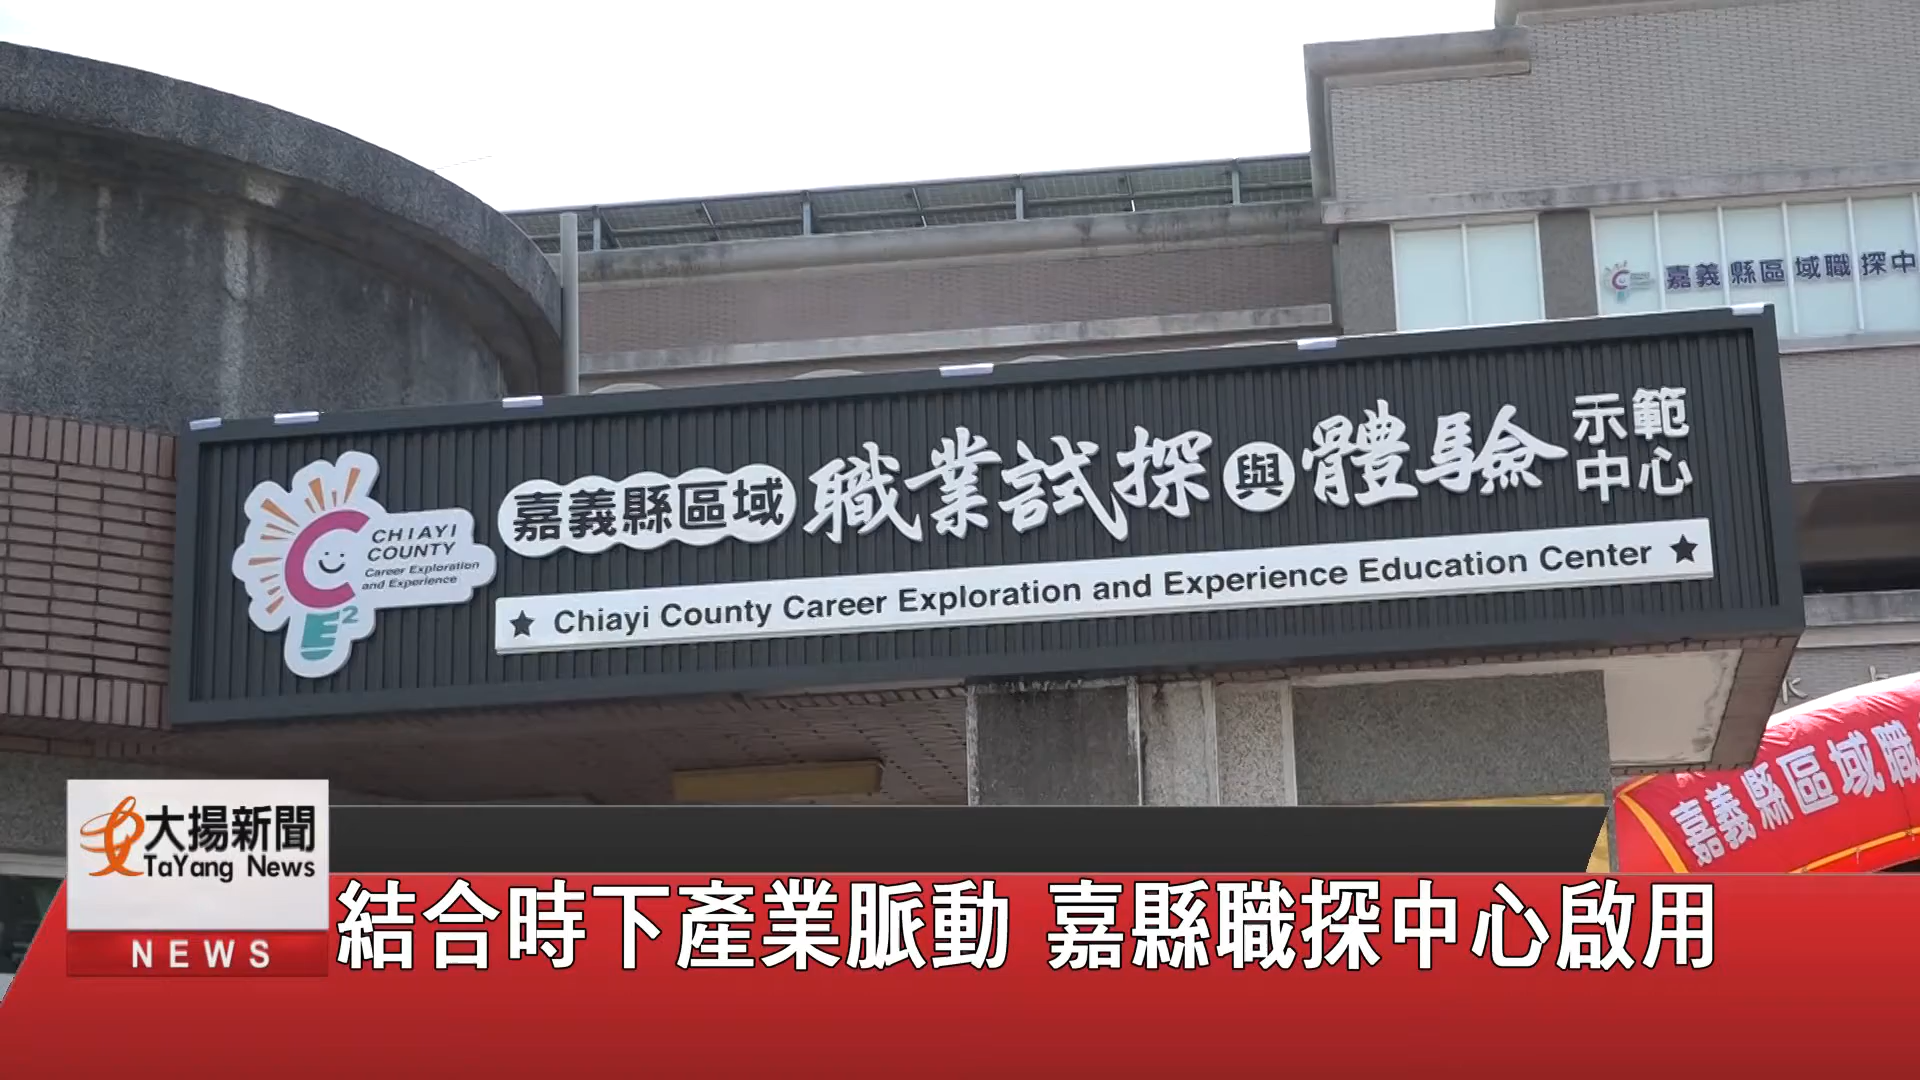 嘉義縣區域職探中
嘉義縣區域職業試探與體驗示範中心
CHIAYI
COUNTY
Career Exploration
and Experience
E²
★ Chiayi County Career Exploration and Experience Education Center ★
嘉義縣區域職
大揚新聞
TaYang News
NEWS
結合時下產業脈動 嘉縣職探中心啟用